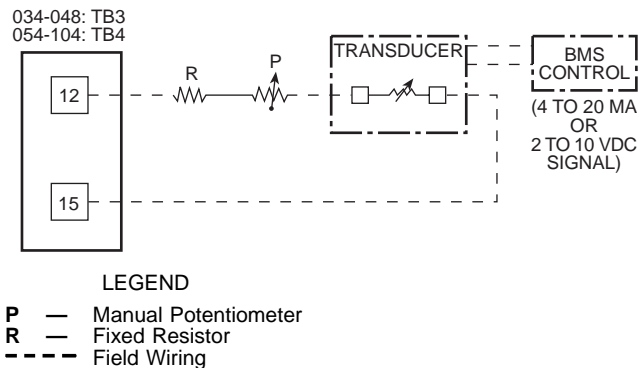 034-048: TB3
054-104: TB4
12
15
R
P
TRANSDUCER
BMS
CONTROL
(4 TO 20 MA
OR
2 TO 10 VDC
SIGNAL)
LEGEND
P — Manual Potentiometer
R — Fixed Resistor
Field Wiring